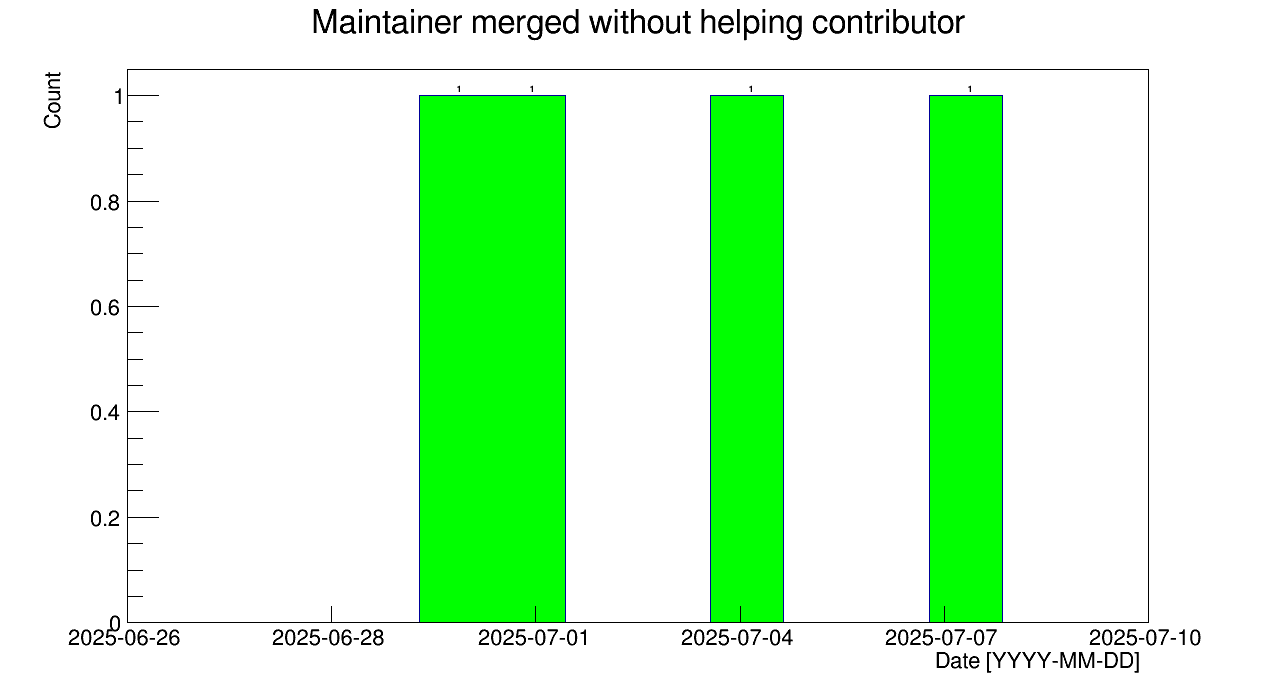 Maintainer merged without helping contributor
Count
1 1 1 1
1
0.8
0.6
0.4
0.2
0
2025-06-26 2025-06-28 2025-07-01 2025-07-04 2025-07-07 2025-07-10
Date [YYYY-MM-DD]